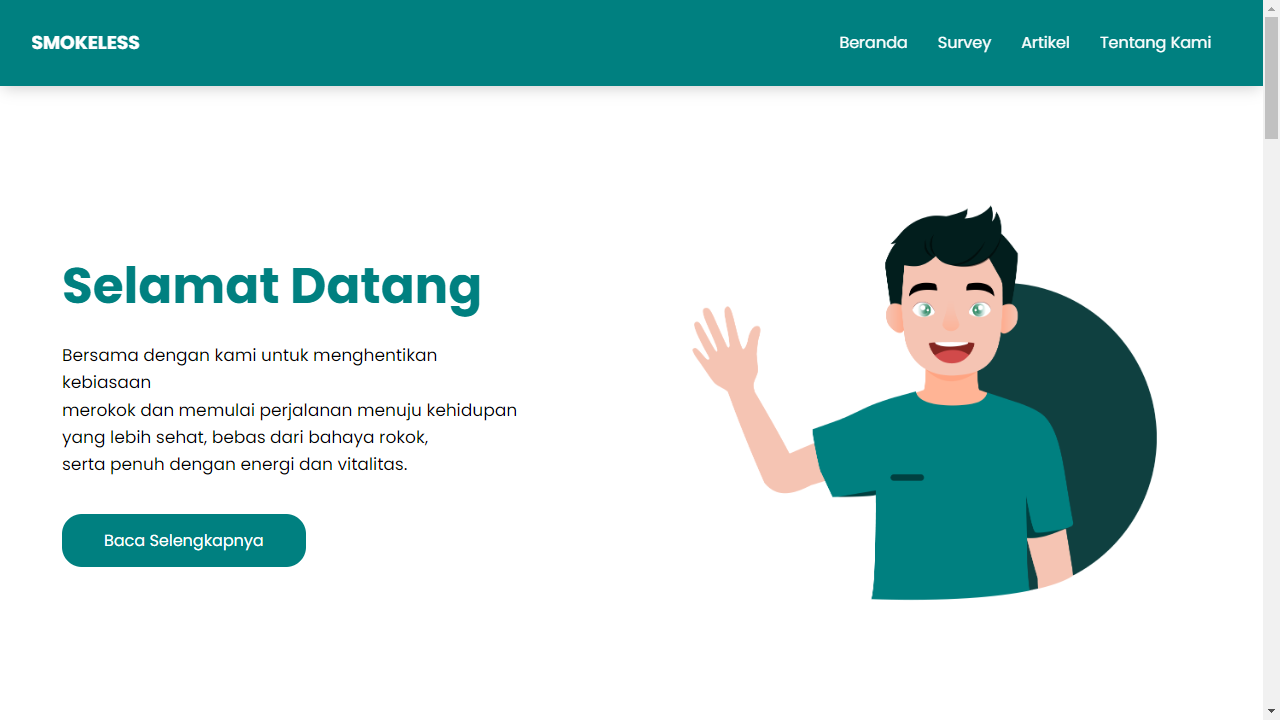 SMOKELESS
Beranda Survey Artikel Tentang Kami
Selamat Datang
Bersama dengan kami untuk menghentikan
kebiasaan
merokok dan memulai perjalanan menuju kehidupan
yang lebih sehat, bebas dari bahaya rokok,
serta penuh dengan energi dan vitalitas.
Baca Selengkapnya